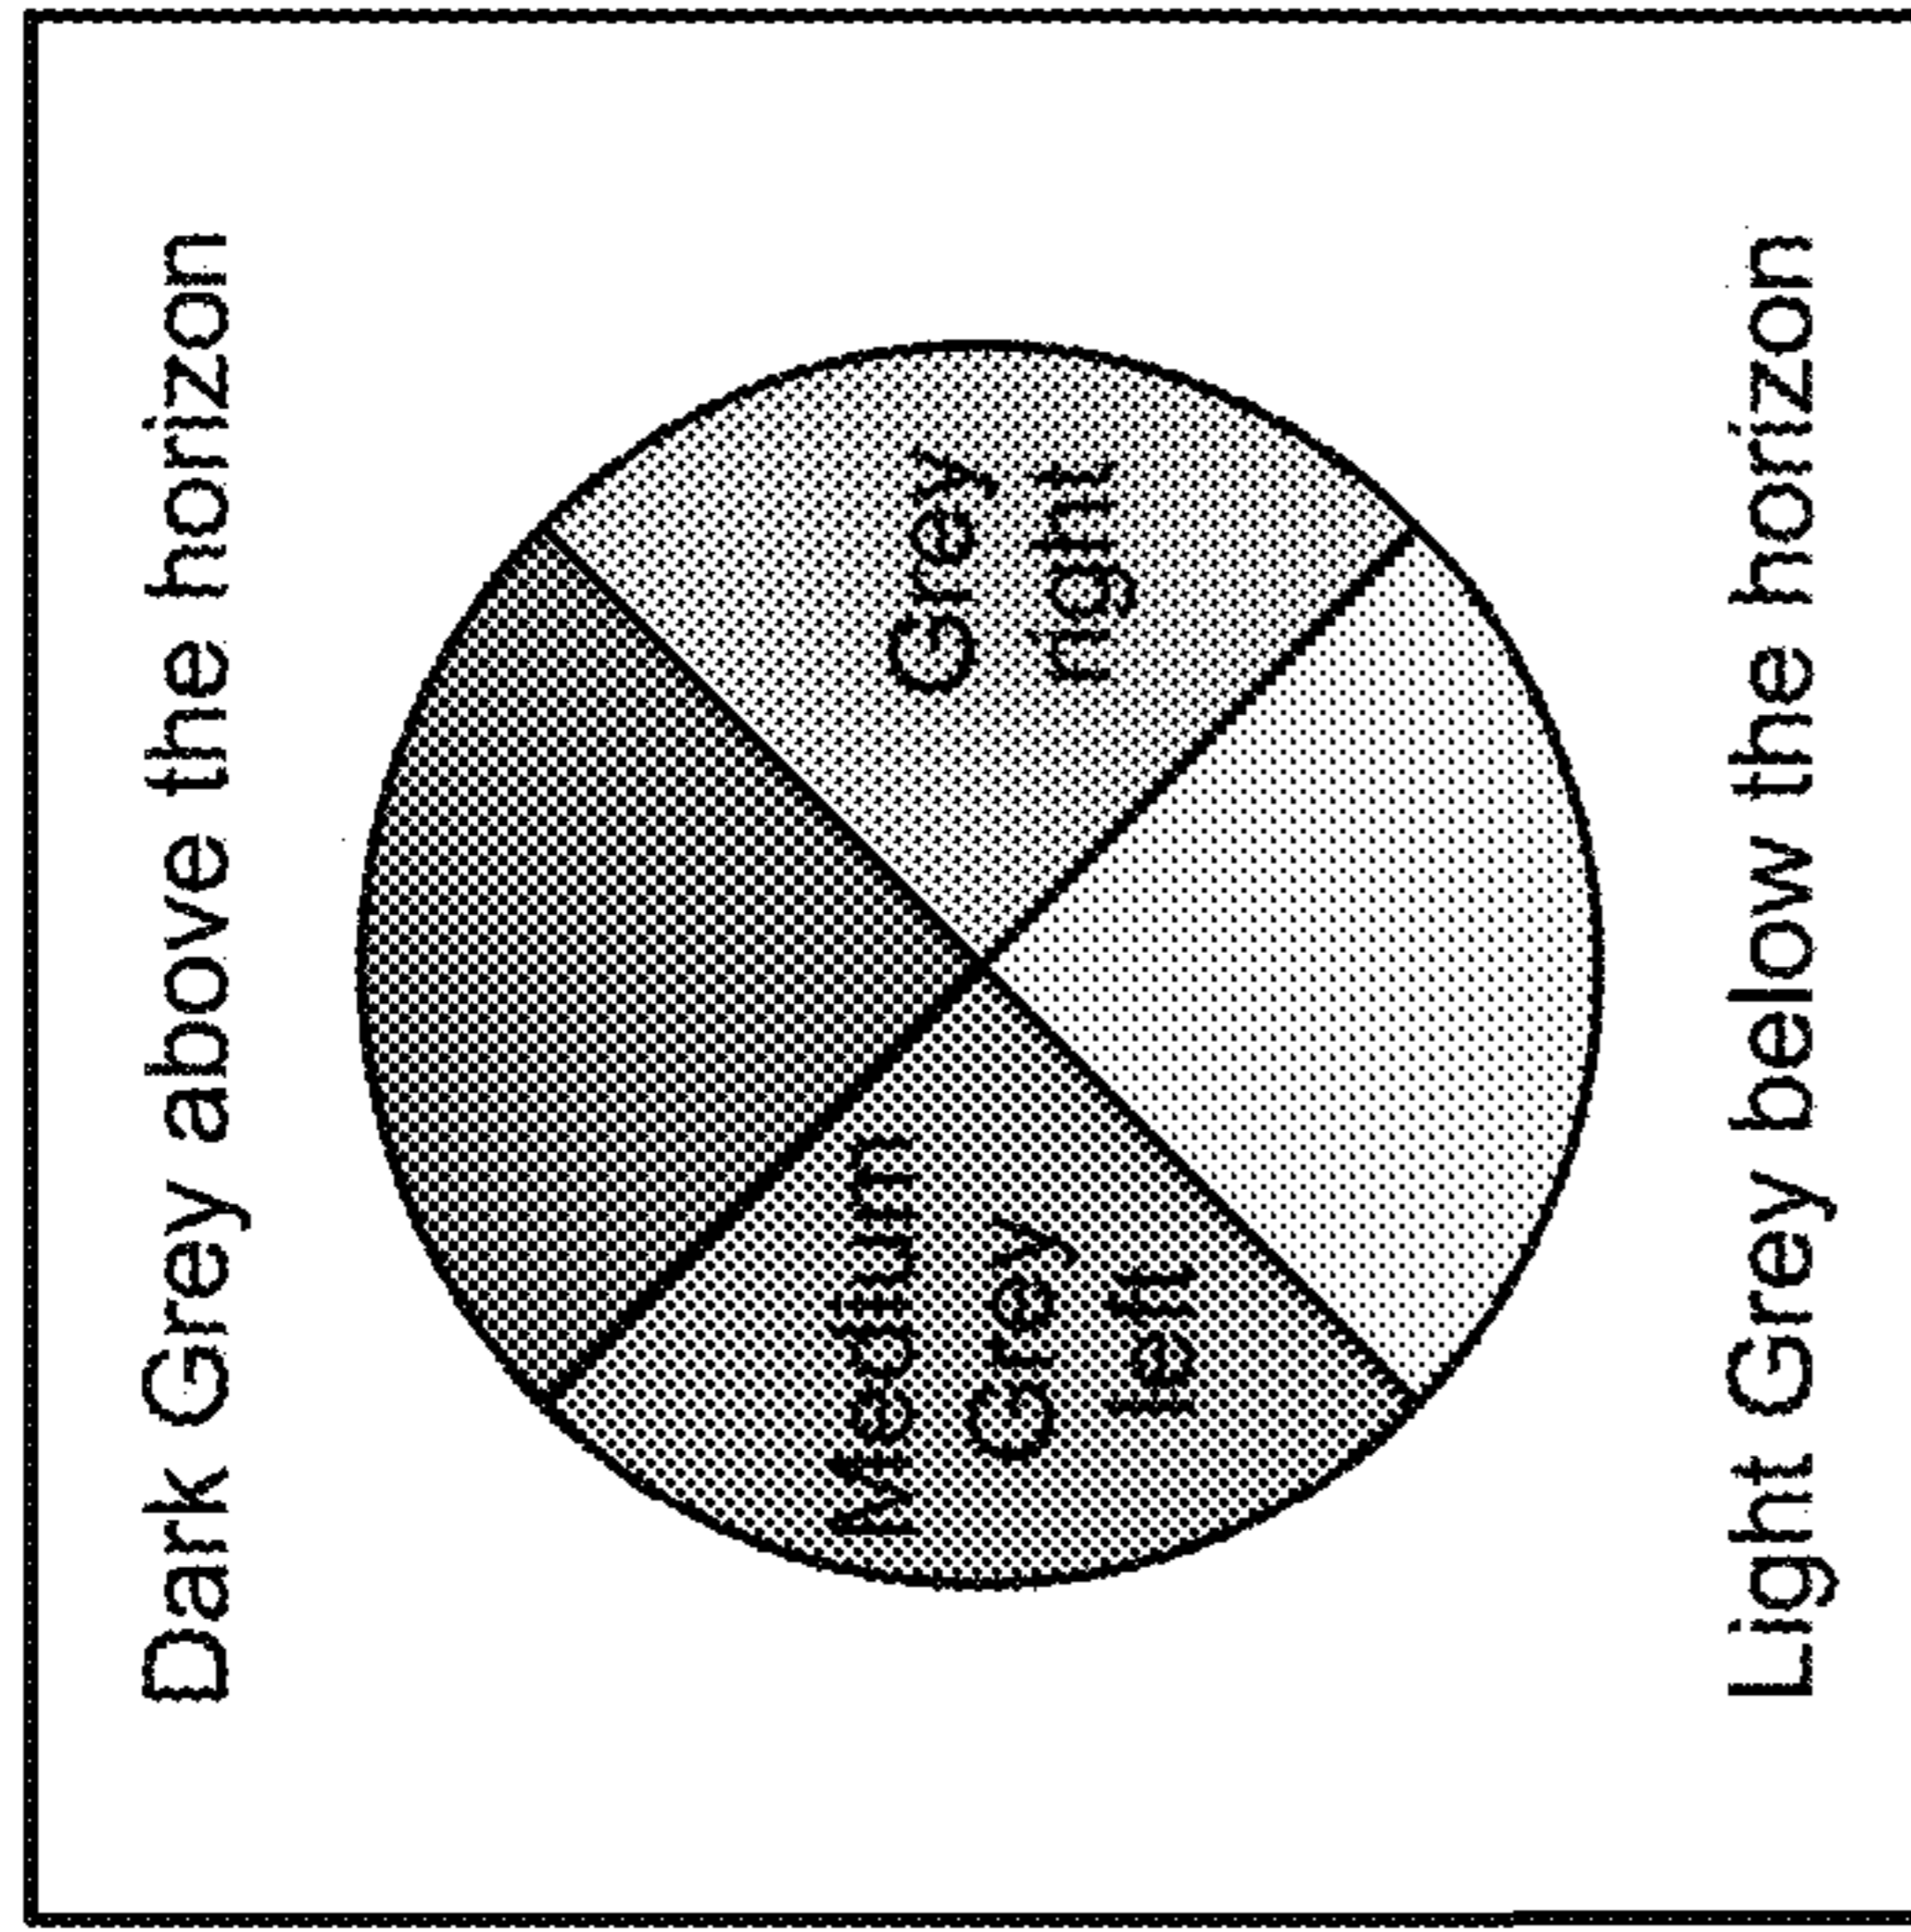 Dark Grey above the horizon
Medium
Grey
left
Grey
right
Light Grey below the horizon